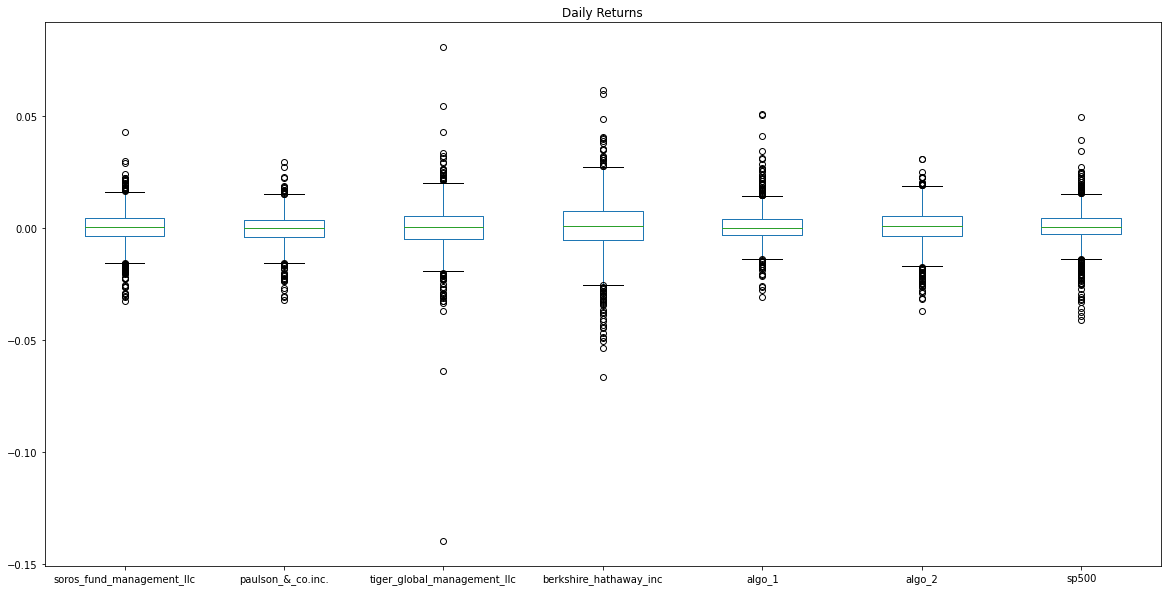 Daily Returns
0.05
0.00
−0.05
−0.10
−0.15
soros_fund_management_llc paulson_&_co.inc. tiger_global_management_llc berkshire_hathaway_inc algo_1 algo_2 sp500